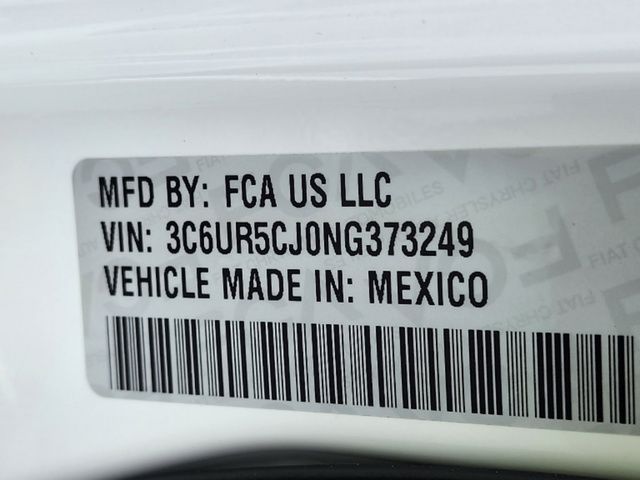 MFD BY: FCA US LLC
VIN: 3C6UR5CJ0NG373249
VEHICLE MADE IN: MEXICO